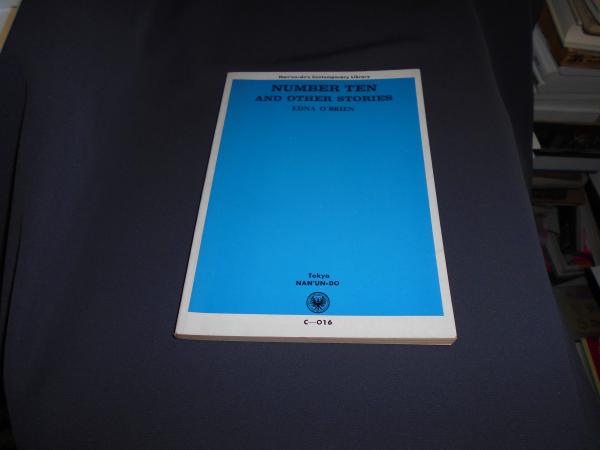 Nan'un-do's Contemporary Library
NUMBER TEN
AND OTHER STORIES
EDNA O'BRIEN
Tokyo
NAN'UN-DO
C—016